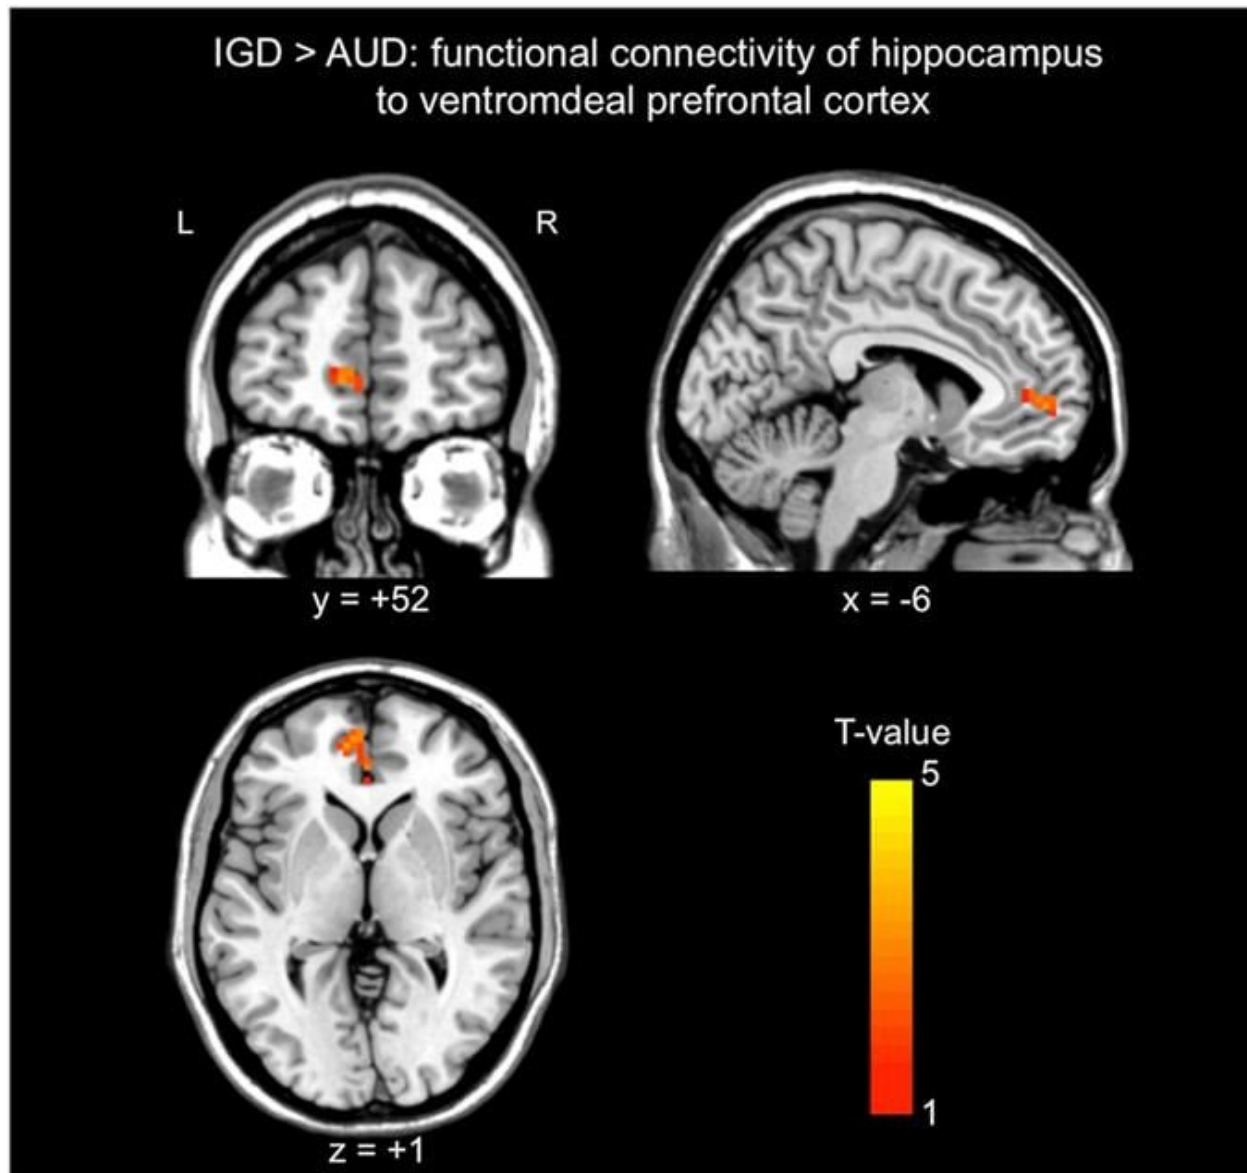 IGD > AUD: functional connectivity of hippocampus
to ventromdeal prefrontal cortex
L
R
y = +52
x = -6
z = +1
T-value
5
1